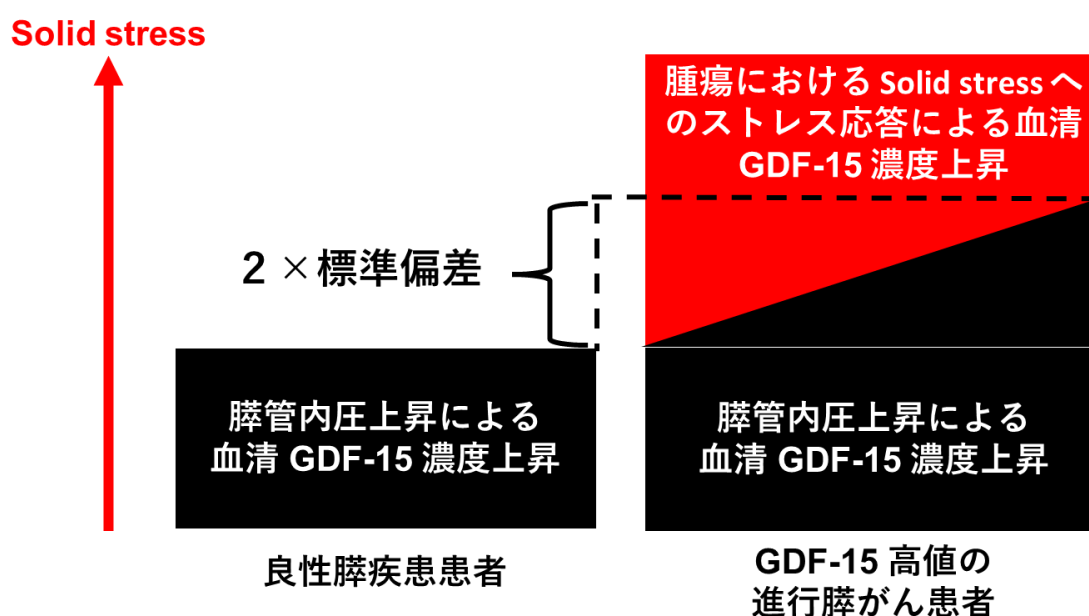 Solid stress
腫瘍における Solid stress へ
のストレス応答による血清
GDF-15 濃度上昇
2 ×標準偏差
膵管内圧上昇による
血清 GDF-15 濃度上昇
膵管内圧上昇による
血清 GDF-15 濃度上昇
良性膵疾患患者
GDF-15 高値の
進行膵がん患者